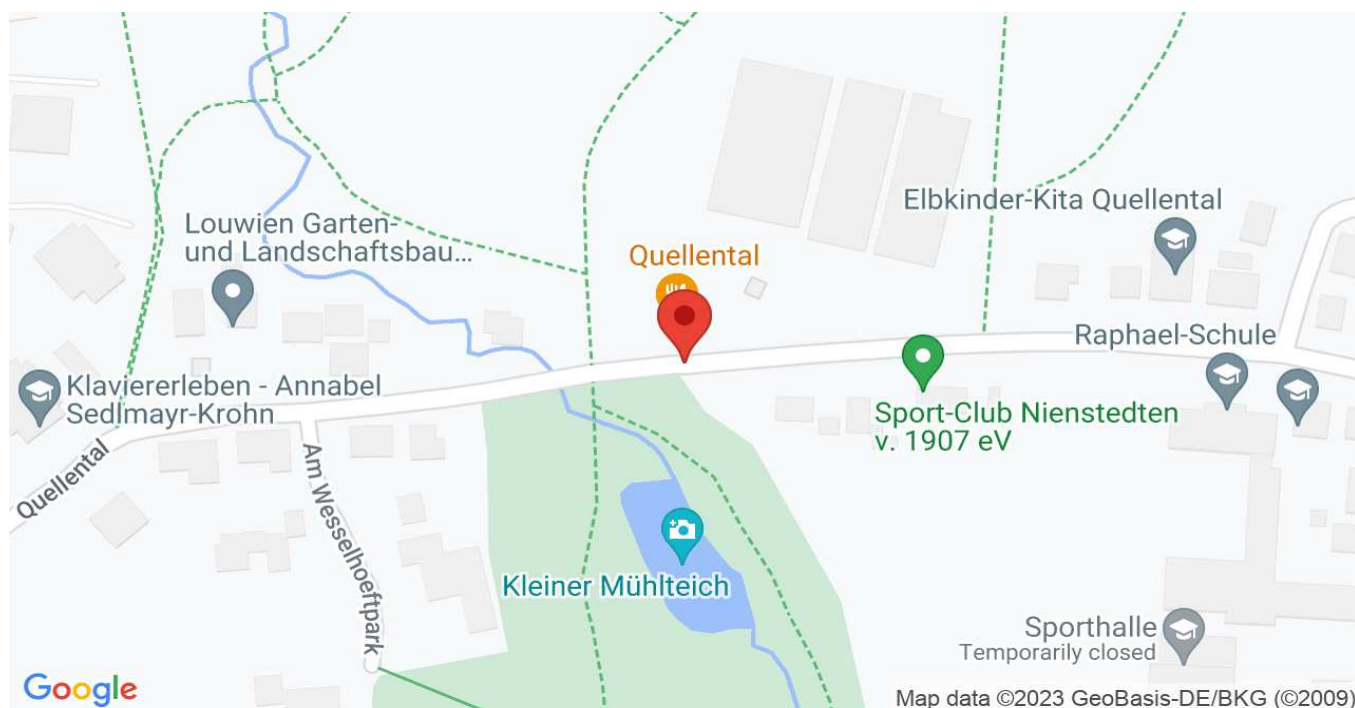 Elbkinder-Kita Quellental
Louwien Garten-
und Landschaftsbau...
Quellental
Raphael-Schule
Klaviererleben - Annabel
Sedlmayr-Krohn
Sport-Club Nienstedten
v. 1907 eV
Quellental
Am Wesselhoeftpark
Kleiner Mühlteich
Sporthalle
Temporarily closed
Google
Map data ©2023 GeoBasis-DE/BKG (©2009)